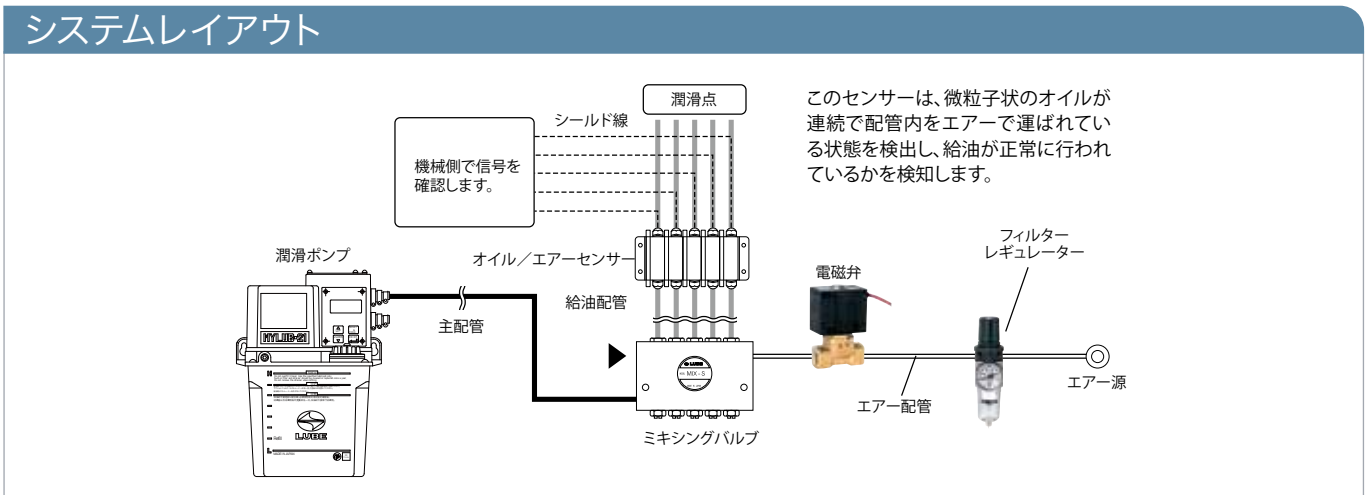 システムレイアウト
潤滑点
シールド線
機械側で信号を
確認します。
このセンサーは、微粒子状のオイルが
連続で配管内をエアーで運ばれてい
る状態を検出し、給油が正常に行われ
ているかを検知します。
潤滑ポンプ
オイル/エアーセンサー
給油配管
主配管
電磁弁
フィルター
レギュレーター
エアー源
エアー配管
ミキシングバルブ
HYLUB-21
LUBE
LUBE
MIX-S
H
L